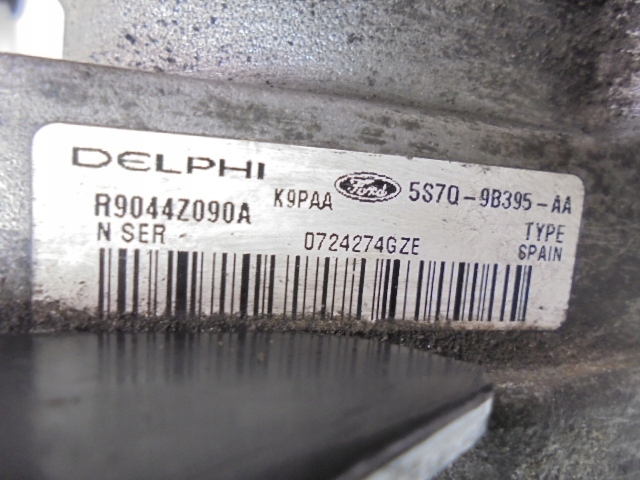 DELPHI K9PAA Ford 5S7Q-9B395-AA
R9044Z090A TYPE
N SER 0724274GZE SPAIN